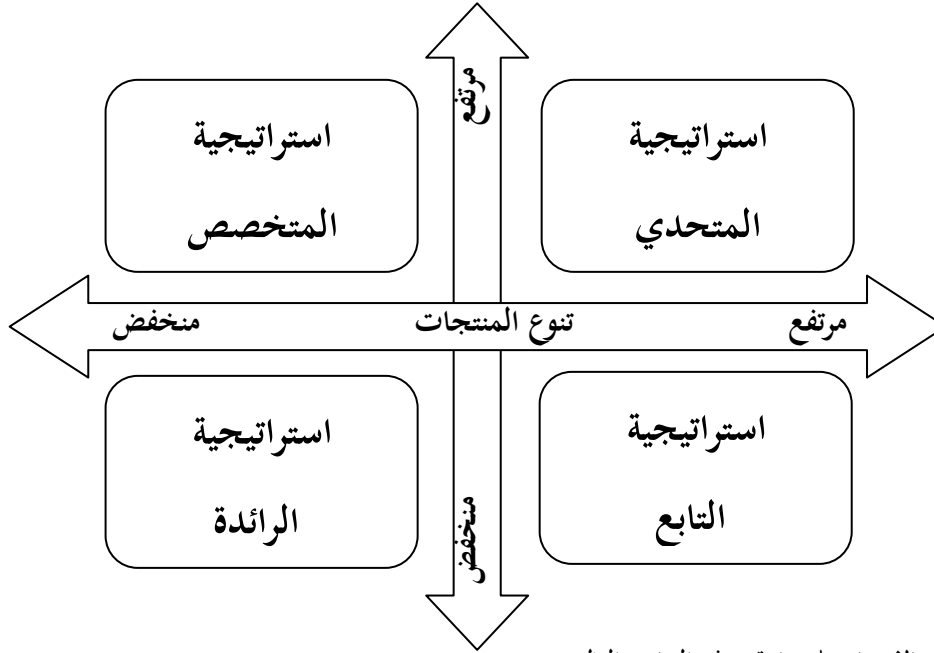 مرتفع
استراتيجية
المتحدي
استراتيجية
المتخصص
مرتفع تنوع المنتجات منخفض
استراتيجية
التابع
استراتيجية
الرائدة
منخفض